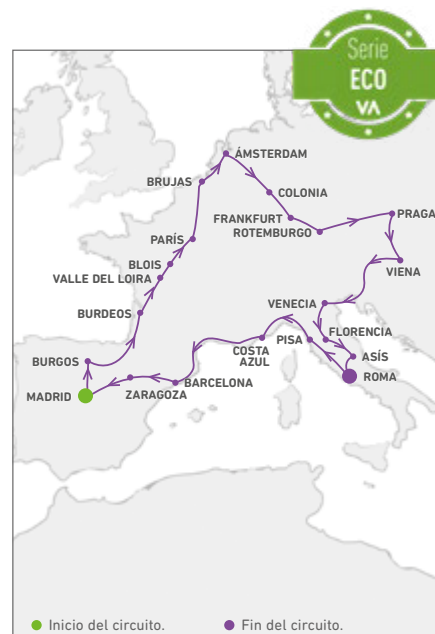 Serie
ECO
VA
ÁMSTERDAM
BRUJAS
COLONIA
FRANKFURT
PRAGA
ROTEMBURGO
PARÍS
BLOIS
VIENA
VALLE DEL LOIRA
VENECIA
BURDEOS
FLORENCIA
PISA
COSTA
AZUL
ASÍS
BURGOS
ROMA
BARCELONA
MADRID
ZARAGOZA
Inicio del circuito.
Fin del circuito.